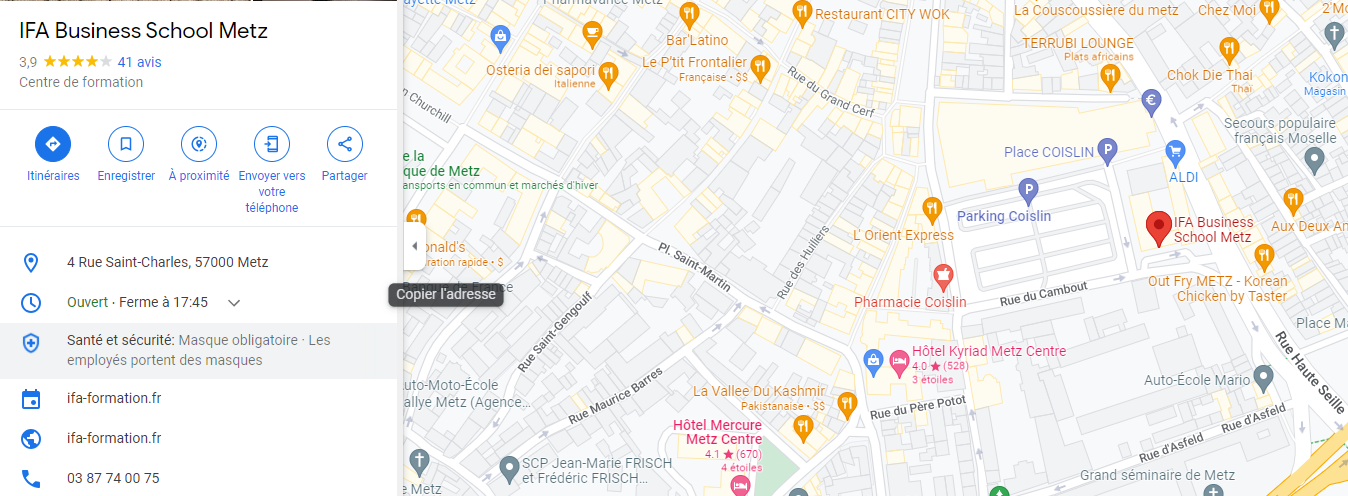 IFA Business School Metz
3,9
41 avis
Centre de formation
Itinéraires
Enregistrer
À proximité
Envoyer vers
votre
téléphone
Partager
4 Rue Saint-Charles, 57000 Metz
Ouvert · Ferme à 17:45
Santé et sécurité: Masque obligatoire · Les
employés portent des masques
ifa-formation.fr
ifa-formation.fr
03 87 74 00 75
Copier l'adresse
Restaurant CITY WOK
La Couscoussière du metz
Chez Moi
Bar'Latino
TERRUBI LOUNGE
Plats africains
Osteria dei sapori
Italienne
Le P'tit Frontalier
Française • $$
Rue du Grand Cerf
Chok Die Thai
Thaï
Kokon
Magasin
n Churchill
€
Secours populaire
français Moselle
e la
que de Metz
ansports en commun et marchés d'hiver
Place COISLIN
P
ALDI
Parking Coislin
P
IFA Business
School Metz
Aux Deux An
L'Orient Express
onald's
ration rapide • $
Pl. Saint-Martin
Rue des Huiliers
Banque de France
Out Fry METZ - Korean
Chicken by Taster
Pharmacie Coislin
Rue du Cambout
Rue Saint-Gengoulf
Place Ma
Hôtel Kyriad Metz Centre
4.0 ★ (528)
3 étoiles
Rue Haute Seille
uto-Moto-École
allye Metz (Agence...
Rue Maurice Barres
La Vallee Du Kashmir
Pakistanaise • $$
Auto-École Mario
Rue du Père Potot
Rue d'Asfeld
Rue d'Asfeld
Hôtel Mercure
Metz Centre
4.1 ★ (670)
4 étoiles
SCP Jean-Marie FRISCH
et Frédéric FRISCH...
Grand séminaire de Metz
e Metz